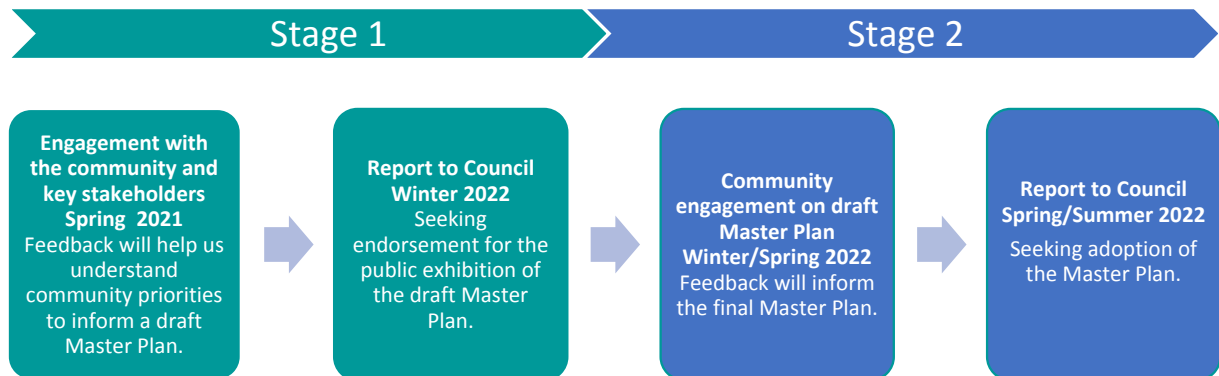 Stage 1
Stage 2
Engagement with
the community and
key stakeholders
Spring 2021
Feedback will help us
understand
community priorities
to inform a draft
Master Plan.
Report to Council
Winter 2022
Seeking
endorsement for the
public exhibition of
the draft Master
Plan.
Community
engagement on draft
Master Plan
Winter/Spring 2022
Feedback will inform
the final Master Plan.
Report to Council
Spring/Summer 2022
Seeking adoption of
the Master Plan.